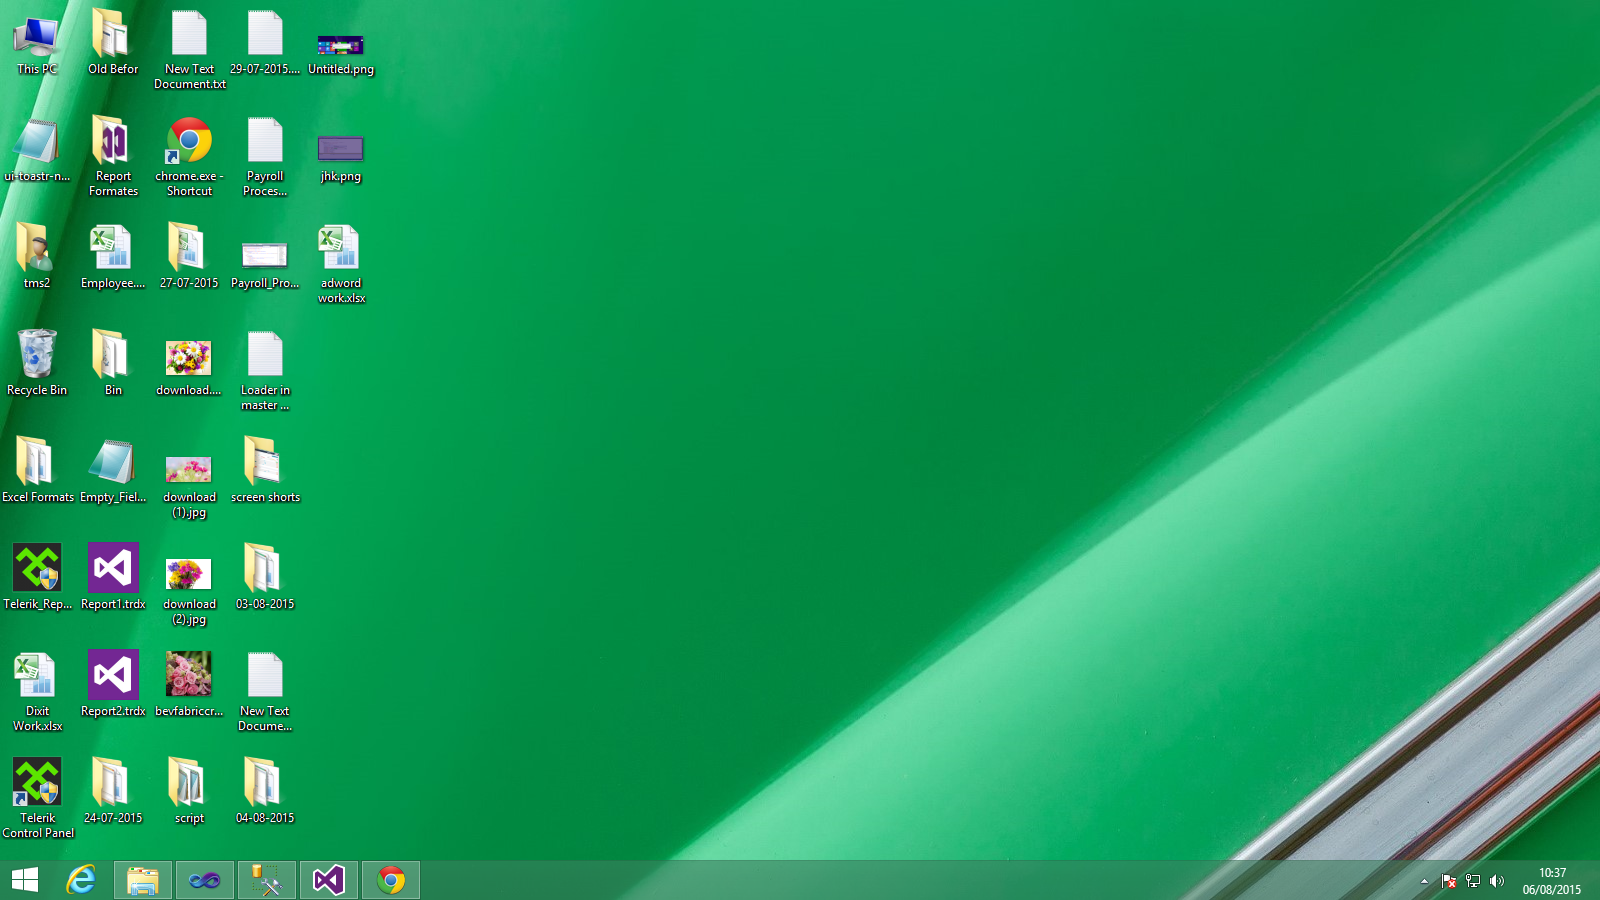 This PC
Old Befor
New Text
Document.txt
29-07-2015....
Untitled.png
ui-toastr-n...
Report
Formates
chrome.exe -
Shortcut
Payroll
Proces...
jhk.png
tms2
Employee....
27-07-2015
Payroll_Pro...
adword
work.xlsx
Recycle Bin
Bin
download....
Loader in
master ...
Excel Formats
Empty_Fiel...
download
(1).jpg
screen shorts
Telerik_Rep...
Report1.trdx
download
(2).jpg
03-08-2015
Dixit
Work.xlsx
Report2.trdx
bevfabriccr...
New Text
Docume...
Telerik
Control Panel
24-07-2015
script
04-08-2015
10:37
06/08/2015